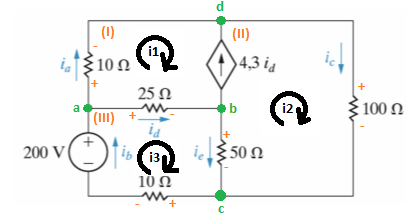 d
(I) (II)
- i1
ia 10 Ω 4,3 id ic
+ 25 Ω +
a b i2 100 Ω
(III) + - -
id +
200 V + - ib i3 ie 50 Ω
10 Ω -
- + c